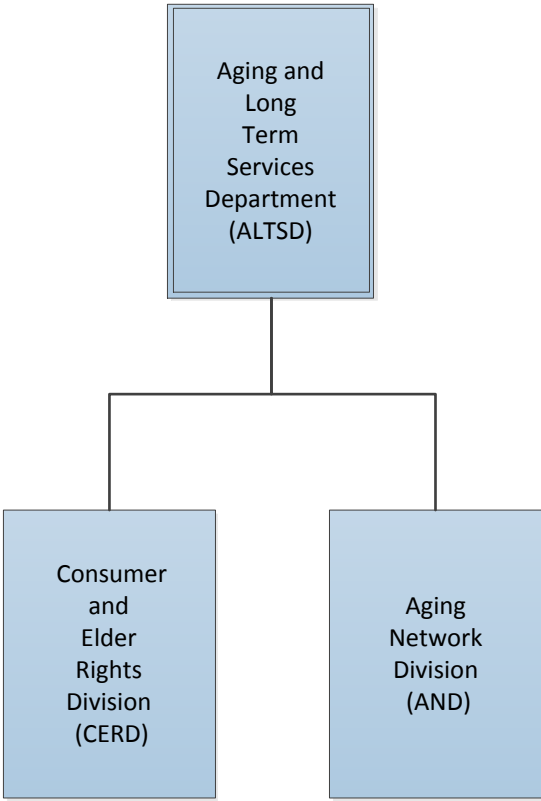 Aging and
Long
Term
Services
Department
(ALTSD)
Consumer
and
Elder
Rights
Division
(CERD)
Aging
Network
Division
(AND)